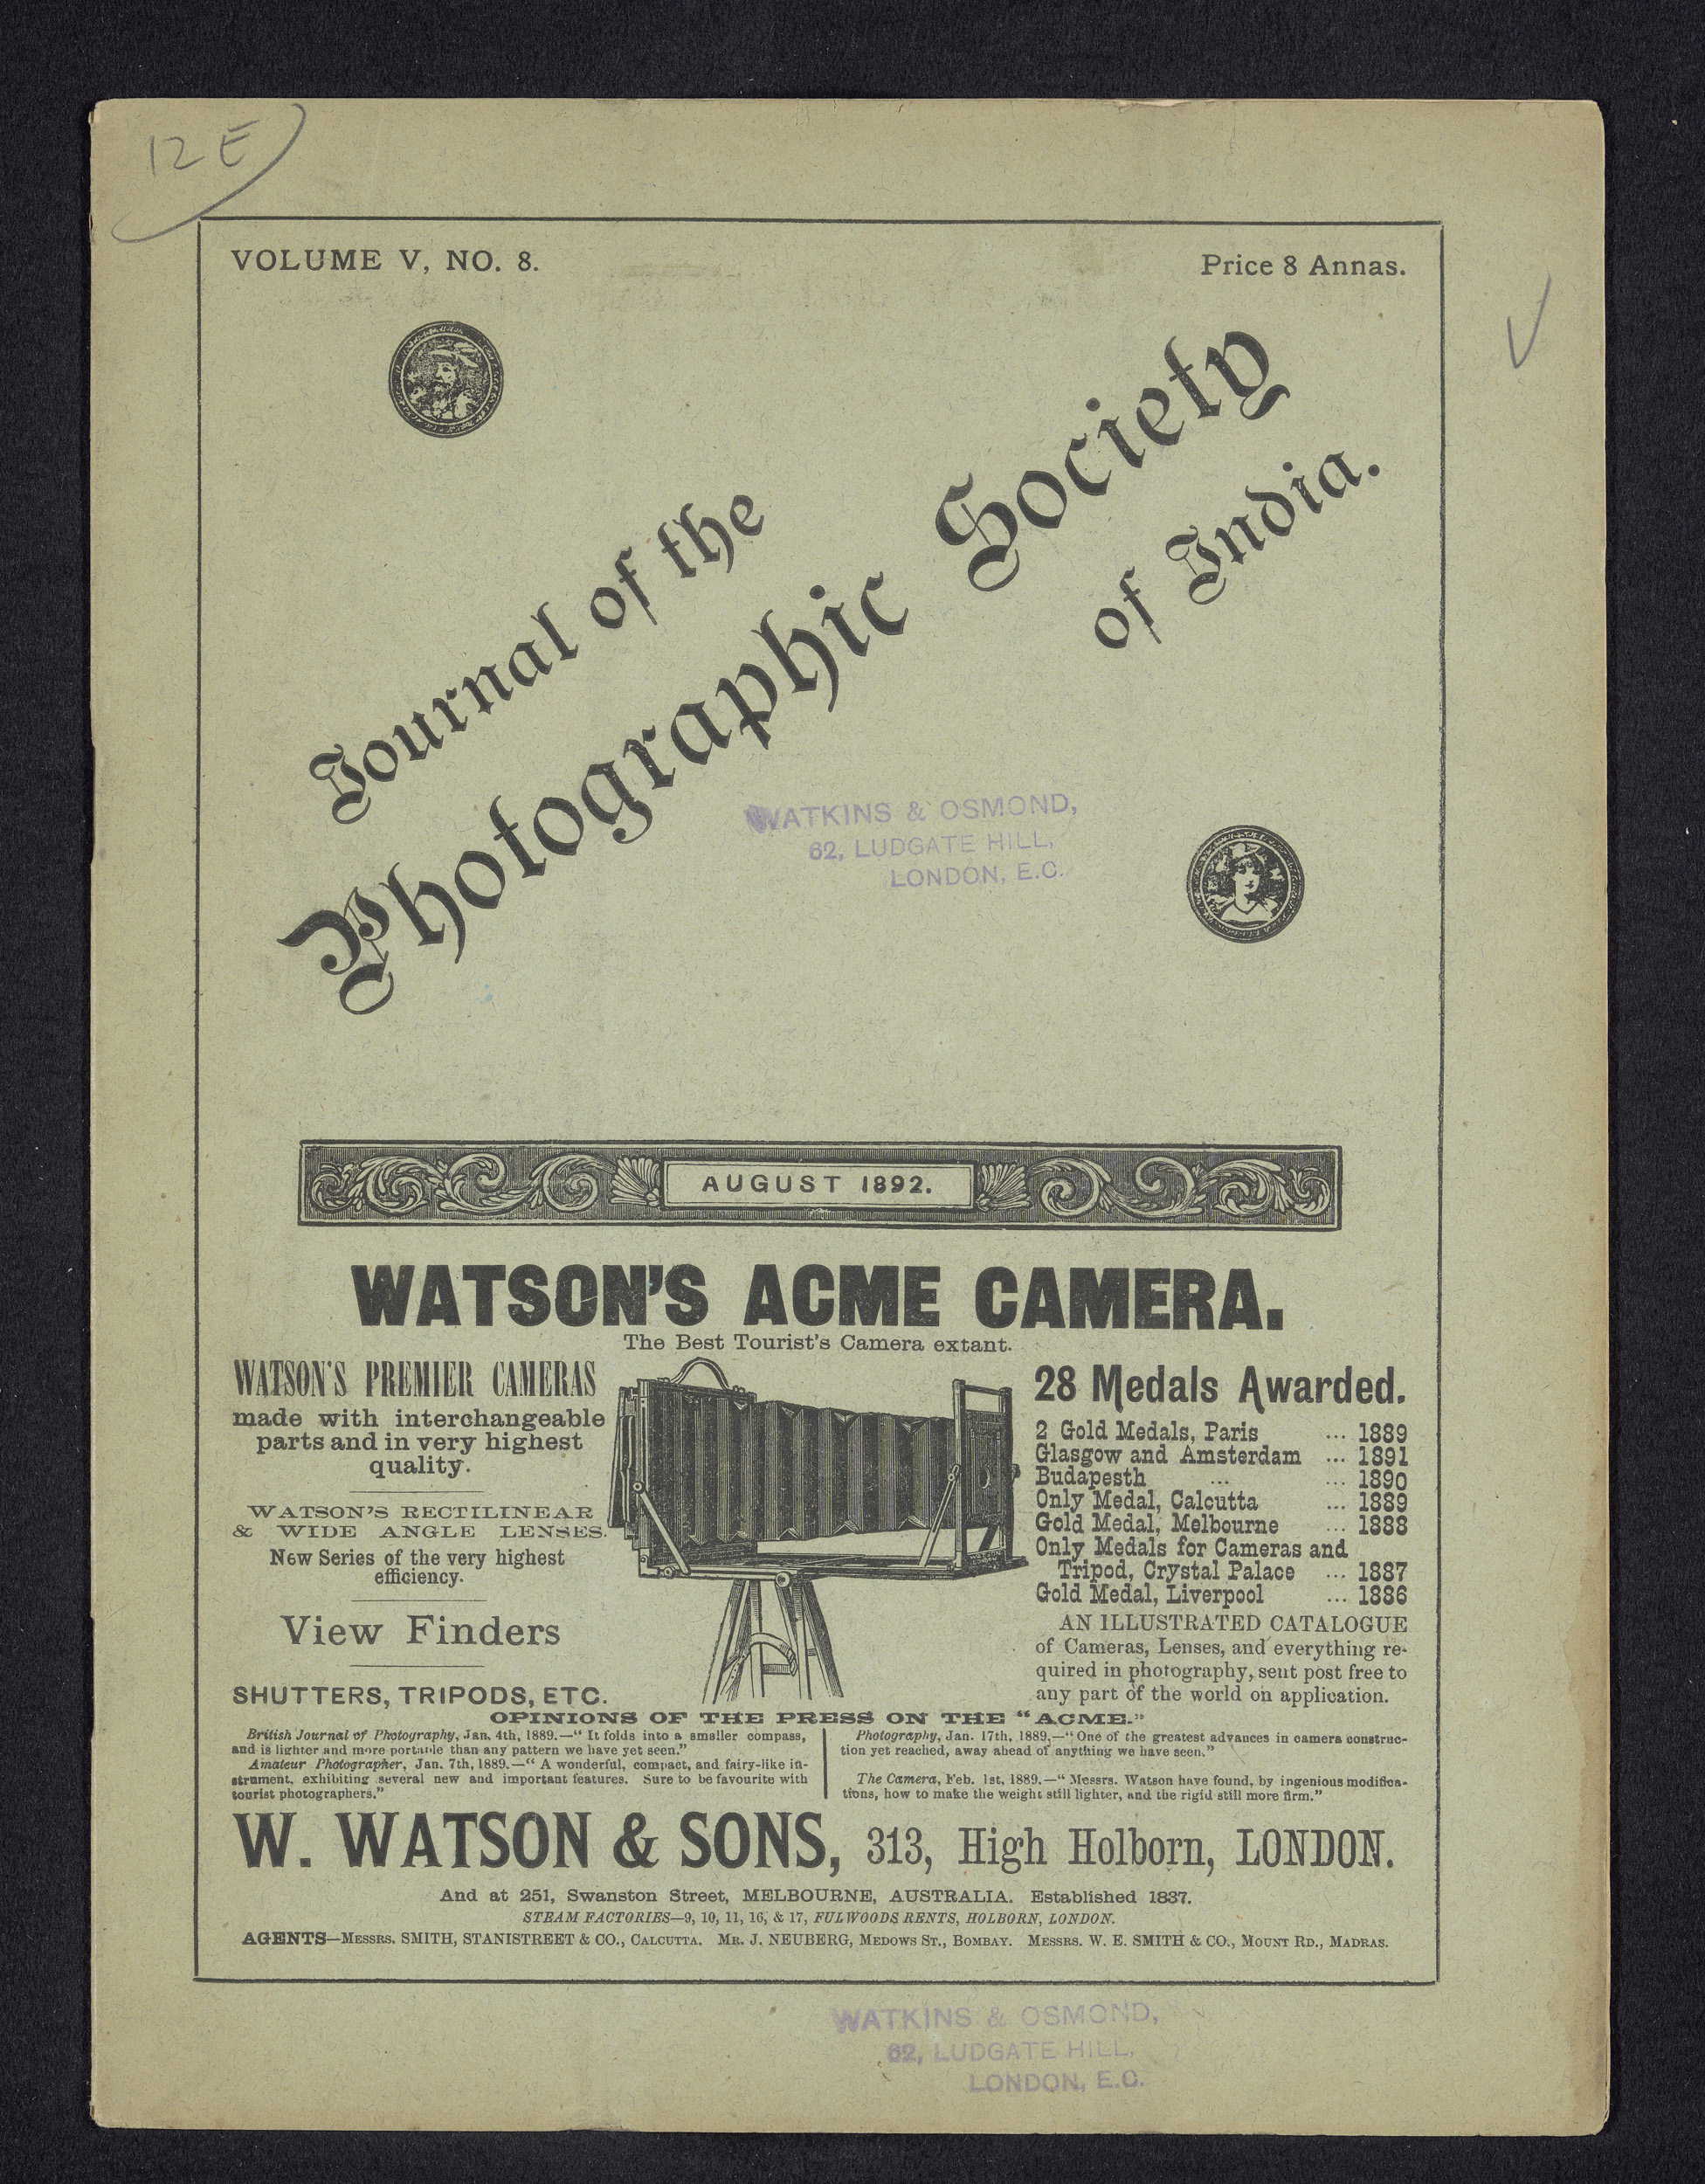 12 E
VOLUME V, NO. 8.
Price 8 Annas.
Journal of the
Photographic Society
of India.
WATKINS & OSMOND,
62, LUDGATE HILL,
LONDON, E.C.
AUGUST 1892.
WATSON'S ACME CAMERA.
The Best Tourist's Camera extant.
WATSON'S PREMIER CAMERAS
made with interchangeable
parts and in very highest
quality.
WATSON'S RECTILINEAR
& WIDE ANGLE LENSES.
New Series of the very highest
efficiency.
View Finders
SHUTTERS, TRIPODS, ETC.
28 Medals Awarded.
2 Gold Medals, Paris ... 1889
Glasgow and Amsterdam ... 1891
Budapesth ... ... 1890
Only Medal, Calcutta ... 1889
Gold Medal, Melbourne ... 1888
Only Medals for Cameras and
Tripod, Crystal Palace ... 1887
Gold Medal, Liverpool ... 1886
AN ILLUSTRATED CATALOGUE
of Cameras, Lenses, and everything re-
quired in photography, sent post free to
any part of the world on application.
OPINIONS OF THE PRESS ON THE "ACME."
British Journal of Photography, Jan. 4th, 1889.—" It folds into a smaller compass,
and is lighter and more portable than any pattern we have yet seen."
Amateur Photographer, Jan. 7th, 1889.—" A wonderful, compact, and fairy-like in-
strument, exhibiting several new and important features. Sure to be favourite with
tourist photographers."
Photography, Jan. 17th, 1889,—" One of the greatest advances in camera construc-
tion yet reached, away ahead of anything we have seen."
The Camera, Feb. 1st, 1889.—" Messrs. Watson have found, by ingenious modifica-
tions, how to make the weight still lighter, and the rigid still more firm."
W. WATSON & SONS, 313, High Holborn, LONDON.
And at 251, Swanston Street, MELBOURNE, AUSTRALIA. Established 1837.
STEAM FACTORIES—9, 10, 11, 16, & 17, FULWOODS RENTS, HOLBORN, LONDON.
AGENTS—MESSRS. SMITH, STANISTREET & CO., CALCUTTA. MR. J. NEUBERG, MEDOWS ST., BOMBAY. MESSRS. W. E. SMITH & CO., MOUNT RD., MADRAS.
WATKINS & OSMOND,
62, LUDGATE HILL,
LONDON, E.C.